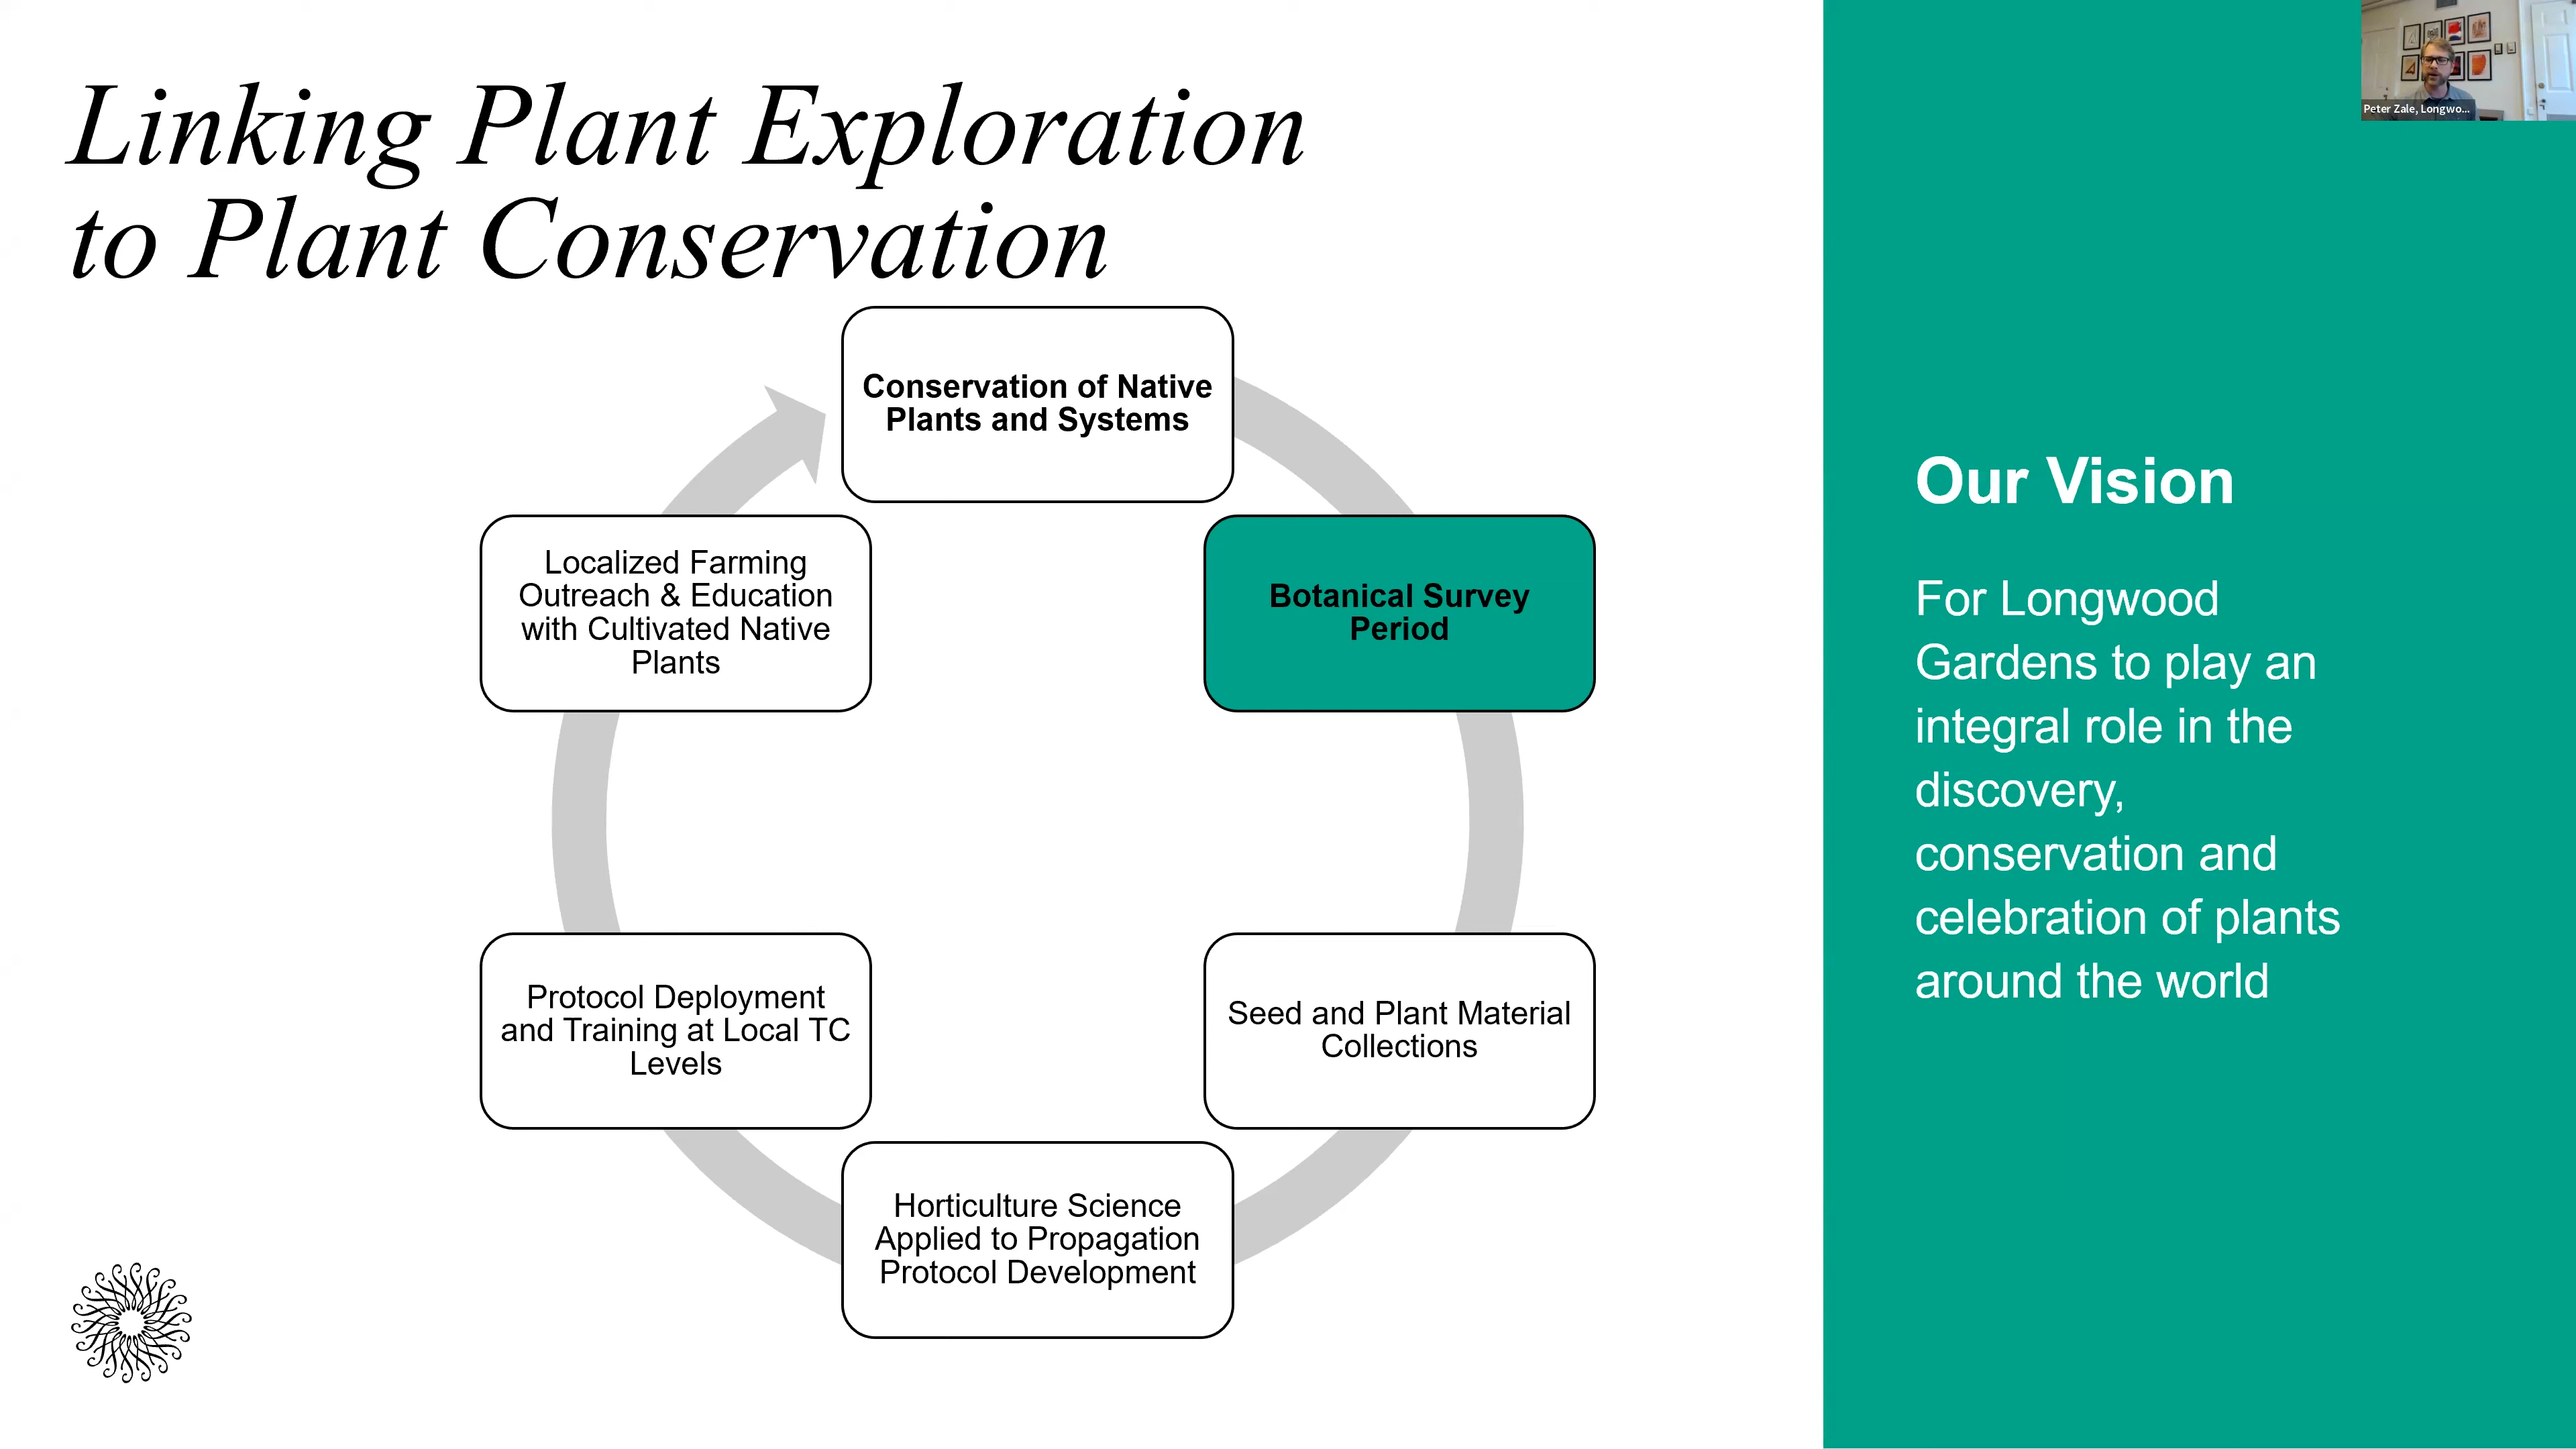 Linking Plant Exploration
to Plant Conservation
Conservation of Native
Plants and Systems
Botanical Survey
Period
Seed and Plant Material
Collections
Horticulture Science
Applied to Propagation
Protocol Development
Protocol Deployment
and Training at Local TC
Levels
Localized Farming
Outreach & Education
with Cultivated Native
Plants
Our Vision
For Longwood
Gardens to play an
integral role in the
discovery,
conservation and
celebration of plants
around the world
Peter Zale, Longwo...